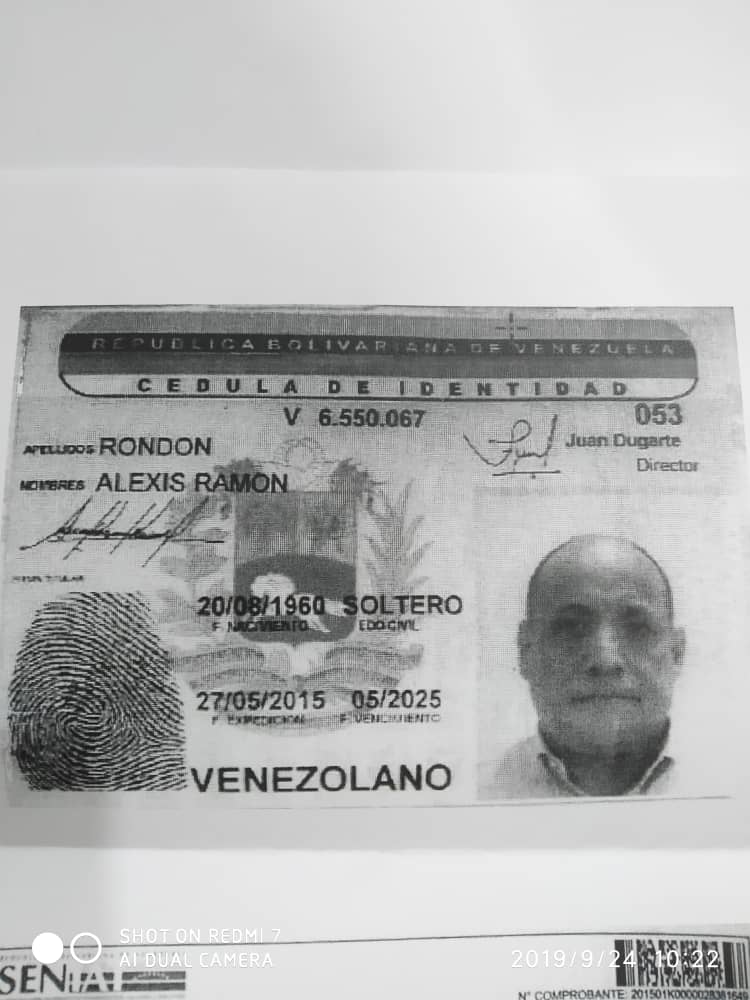 REPUBLICA BOLIVARIANA DE VENEZUELA
CEDULA DE IDENTIDAD
V 6.550.067
053
APELLIDOS RONDON
Juan Dugarte
Director
NOMBRES ALEXIS RAMON
FIRMA TITULAR
20/08/1960 SOLTERO
F. NACIMIENTO EDO CIVIL
27/05/2015 05/2025
F. EXPEDICION F. VENCIMIENTO
VENEZOLANO
SHOT ON REDMI 7
AI DUAL CAMERA
2019/9/24 10:22
SENIAT
N° COMPROBANTE: